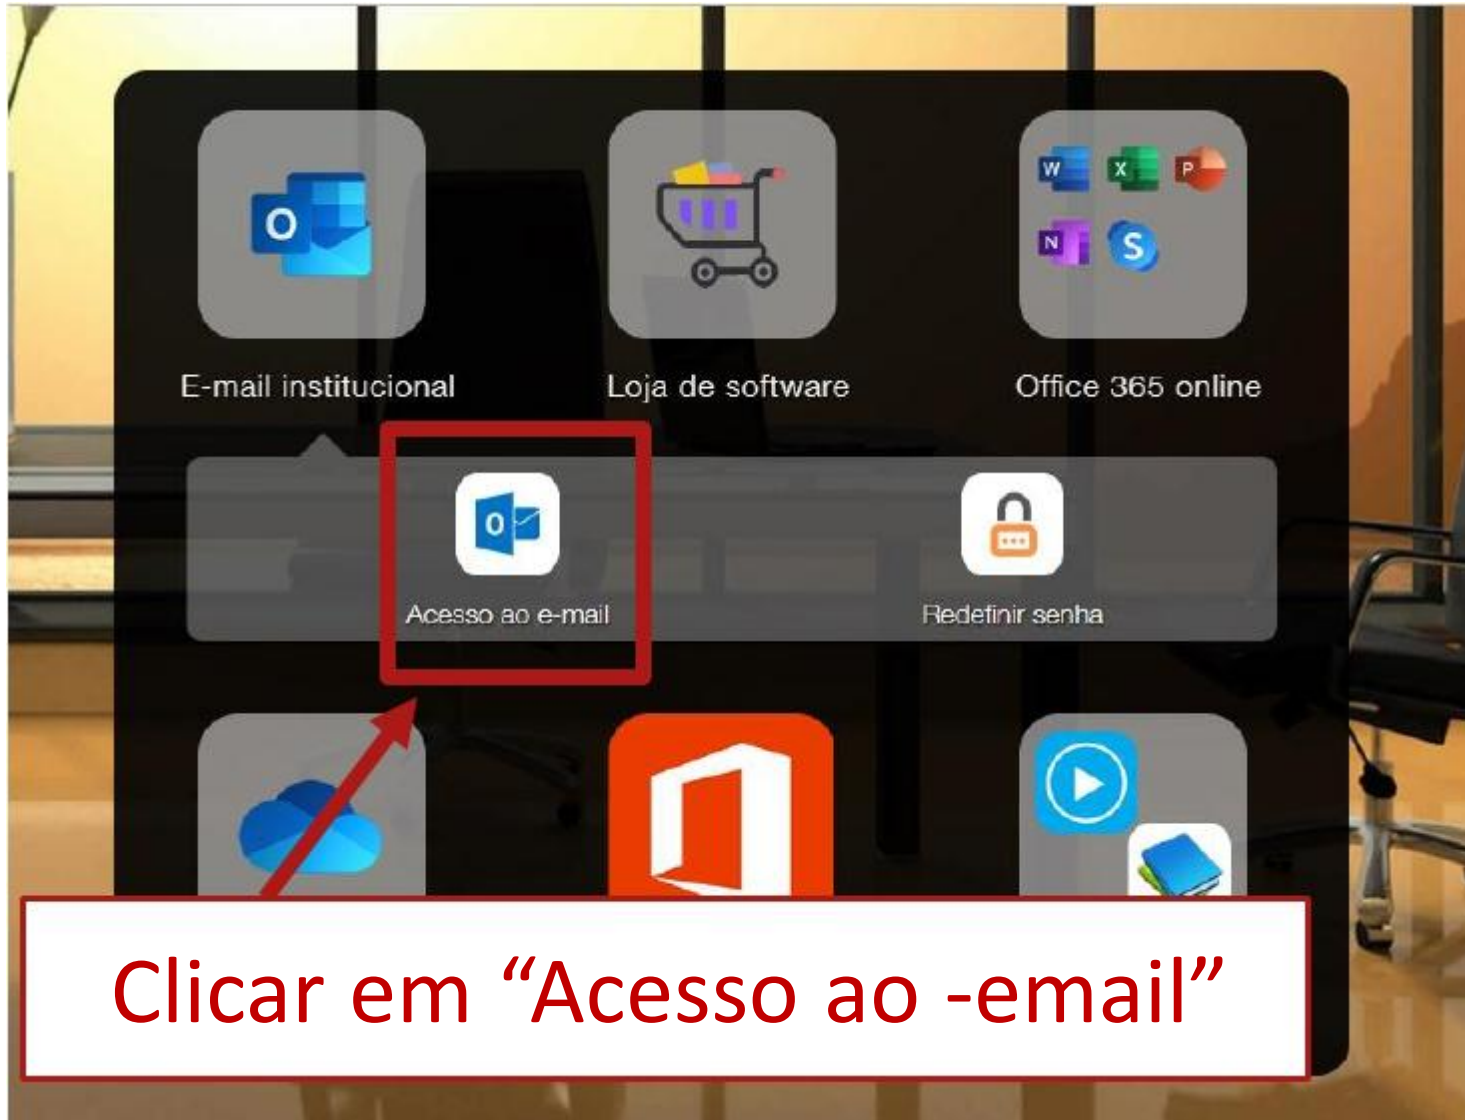 O
W X P
N S
E-mail institucional
Loja de software
Office 365 online
O
Acesso ao e-mail
Redefinir senha
Clicar em “Acesso ao -email”